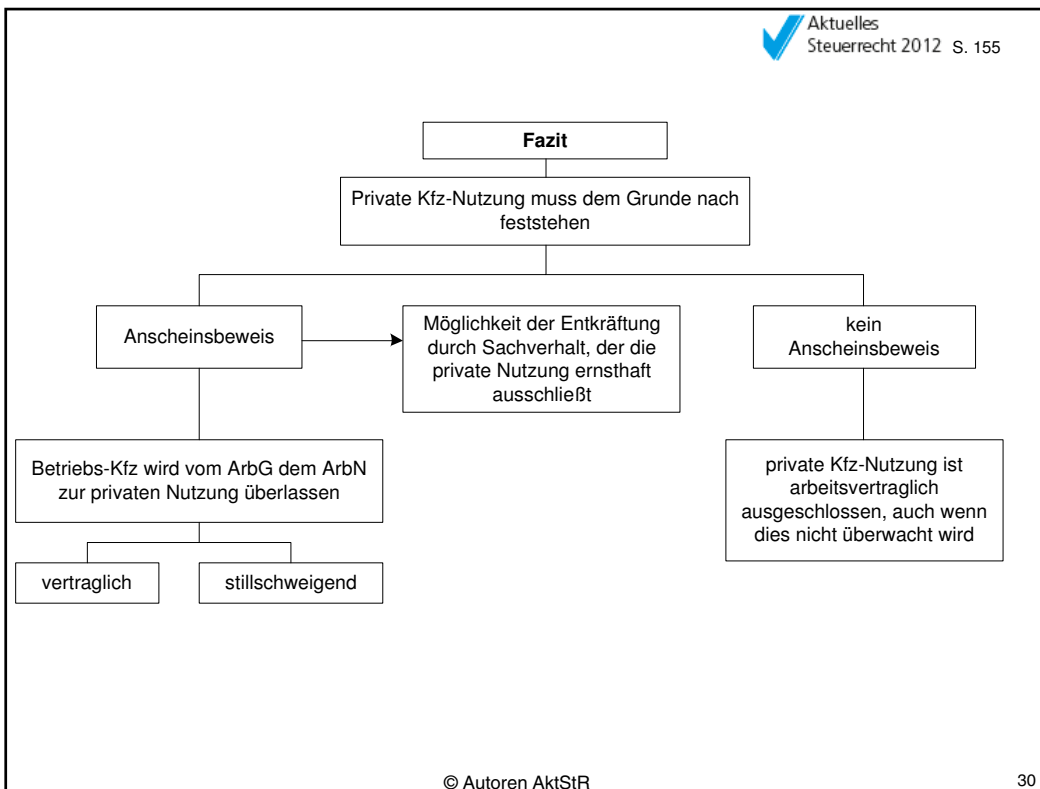 Aktuelles
Steuerrecht 2012 S. 155
Fazit
Private Kfz-Nutzung muss dem Grunde nach
feststehen
Anscheinsbeweis
Möglichkeit der Entkräftung
durch Sachverhalt, der die
private Nutzung ernsthaft
ausschließt
kein
Anscheinsbeweis
Betriebs-Kfz wird vom ArbG dem ArbN
zur privaten Nutzung überlassen
private Kfz-Nutzung ist
arbeitsvertraglich
ausgeschlossen, auch wenn
dies nicht überwacht wird
vertraglich
stillschweigend
© Autoren AktStR
30